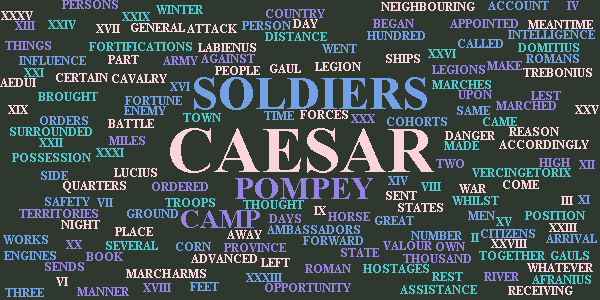 PERSONS NEIGHBOURING ACCOUNT IV
XXXV XXIX WINTER COUNTRY BEGAN APPOINTED MEANTIME
XIII XXIV XVII GENERAL ATTACK PERSON DAY HUNDRED INTELLIGENCE
THINGS FORTIFICATIONS LABIENUS DISTANCE WENT CALLED DOMITIUS
INFLUENCE PART ARMY AGAINST SHIPS XXVI ROMANS
XXI CERTAIN CAVALRY PEOPLE GAUL LEGION LEGIONS MAKE TREBONIUS
AEDUI XVI SOLDIERS MARCHES
BROUGHT FORTUNE UPON LEST
XIX ENEMY TOWN TIME FORCES XXX SAME MARCHED XXV
ORDERS BATTLE COHORTS CAME
SURROUNDED CAESAR DANGER REASON
XXII MILES MADE ACCORDINGLY
POSSESSION XXXI TWO HIGH XII
SIDE LUCIUS VERCINGETORIX
QUARTERS ORDERED POMPEY XIV VIII WAR COME
SAFETY VII TROOPS THOUGHT SENT WHILST III XI
TERRITORIES GROUND CAMP DAYS IX HORSE STATES MEN POSITION
NIGHT GREAT XV XXIII
PLACE AWAY AMBASSADORS NUMBER II CITIZENS
WORKS XX SEVERAL CORN PROVINCE FORWARD VALOUR OWN XXVIII ARRIVAL
ENGINES BOOK ADVANCED LEFT STATE THOUSAND TOGETHER GAULS
SENDS MARCHARMS ROMAN HOSTAGES WHATEVER
VI XXXIII REST RIVER AFRANIUS
THREE MANNER XVIII FEET OPPORTUNITY ASSISTANCE RECEIVING